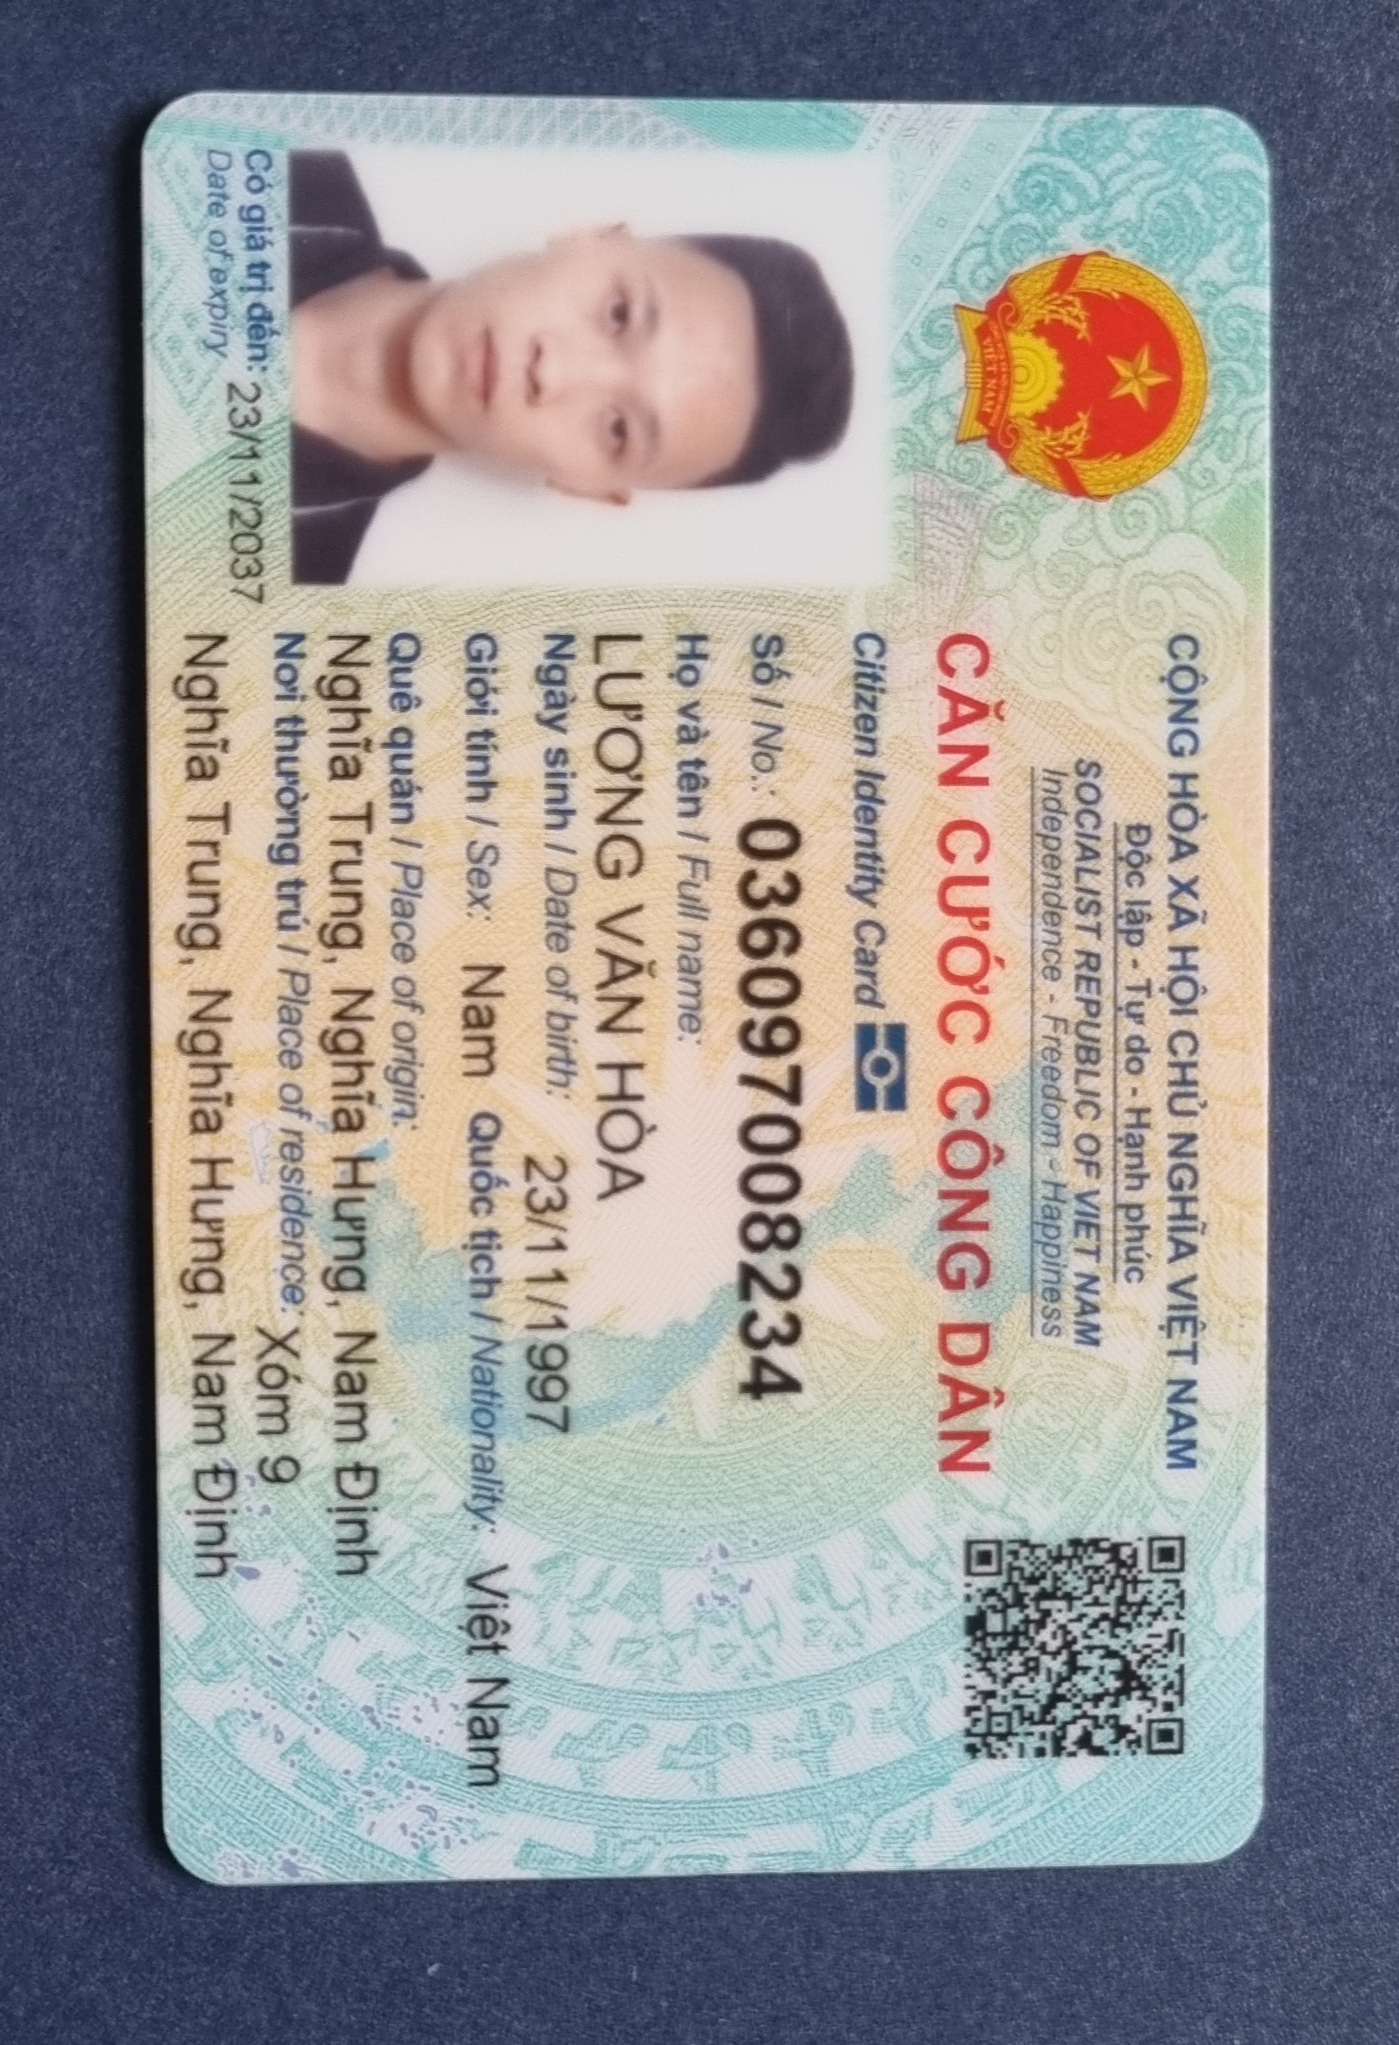 CỘNG HÒA XÃ HỘI CHỦ NGHĨA VIỆT NAM
Độc lập - Tự do - Hạnh phúc
SOCIALIST REPUBLIC OF VIET NAM
Independence - Freedom - Happiness
CĂN CƯỚC CÔNG DÂN
Citizen Identity Card
Số / No.: 036097008234
Họ và tên / Full name:
LƯƠNG VĂN HÒA
Ngày sinh / Date of birth: 23/11/1997
Giới tính / Sex: Nam Quốc tịch / Nationality: Việt Nam
Quê quán / Place of origin:
Nghĩa Trung, Nghĩa Hưng, Nam Định
Nơi thường trú / Place of residence: Xóm 9
Nghĩa Trung, Nghĩa Hưng, Nam Định
Có giá trị đến: 23/11/2037
Date of expiry
VIỆT NAM